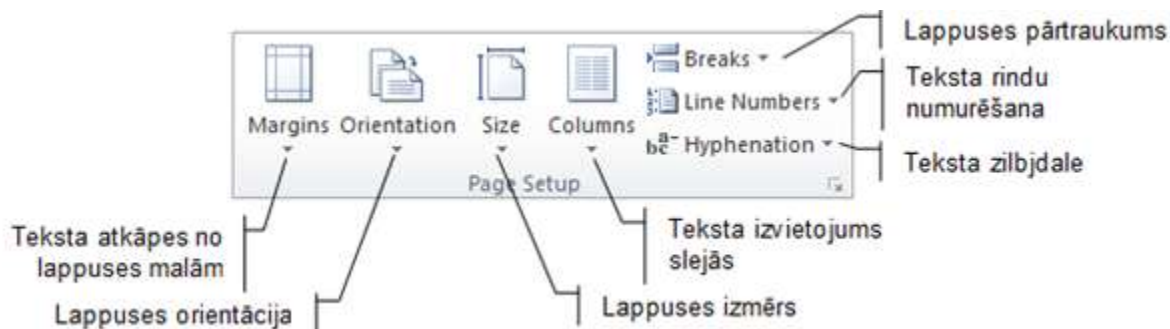 Lappuses pārtraukums
Breaks
Teksta rindu
numurēšana
Line Numbers
Margins Orientation Size Columns
Hyphenation
Teksta zilbjdale
Page Setup
Teksta atkāpes no
lappuses malām
Teksta izvietojums
slejās
Lappuses orientācija
Lappuses izmērs